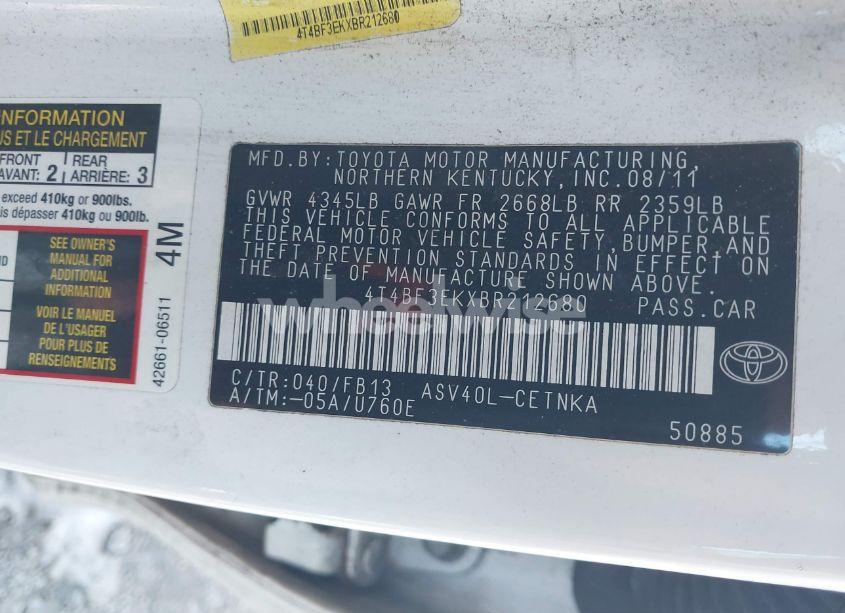 4T4BF3EKXBR212680
INFORMATION
US ET LE CHARGEMENT
FRONT
AVANT: 2
REAR
ARRIÈRE: 3
exceed 410kg or 900lbs.
is dépasser 410kg ou 900lb.
SEE OWNER'S
MANUAL FOR
ADDITIONAL
INFORMATION
VOIR LE MANUEL
DE L'USAGER
POUR PLUS DE
RENSEIGNEMENTS
4M
42661-06511
MFD.BY:TOYOTA MOTOR MANUFACTURING,
NORTHERN KENTUCKY,INC.08/11
GVWR 4345LB GAWR FR 2668LB RR 2359LB
THIS VEHICLE CONFORMS TO ALL APPLICABLE
FEDERAL MOTOR VEHICLE SAFETY,BUMPER,AND
THEFT PREVENTION STANDARDS IN EFFECT ON
THE DATE OF MANUFACTURE SHOWN ABOVE.
4T4BF3EKXBR212680 PASS.CAR
wheelwise
C/TR:040/FB13 ASV40L-CETNKA
A/TM:-05A/U760E
50885